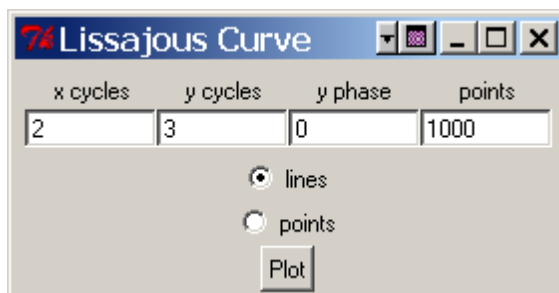 Lissajous Curve
x cycles y cycles y phase points
2 3 0 1000
lines
points
Plot